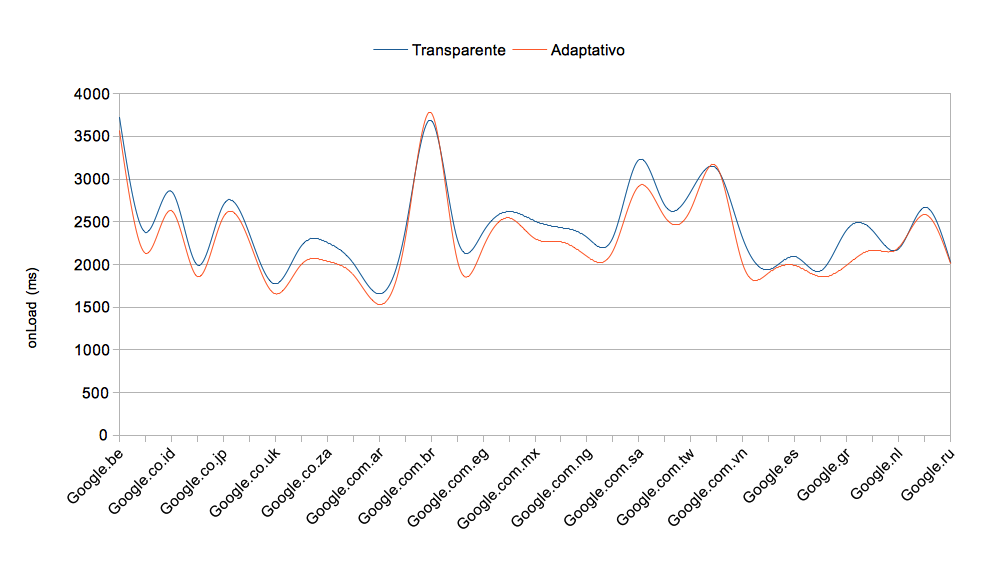 Transparente Adaptativo
4000
3500
3000
2500
2000
1500
1000
500
0
onLoad (ms)
Google.be
Google.co.id
Google.co.jp
Google.co.uk
Google.co.za
Google.com.ar
Google.com.br
Google.com.eg
Google.com.mx
Google.com.ng
Google.com.sa
Google.com.tw
Google.com.vn
Google.es
Google.gr
Google.nl
Google.ru